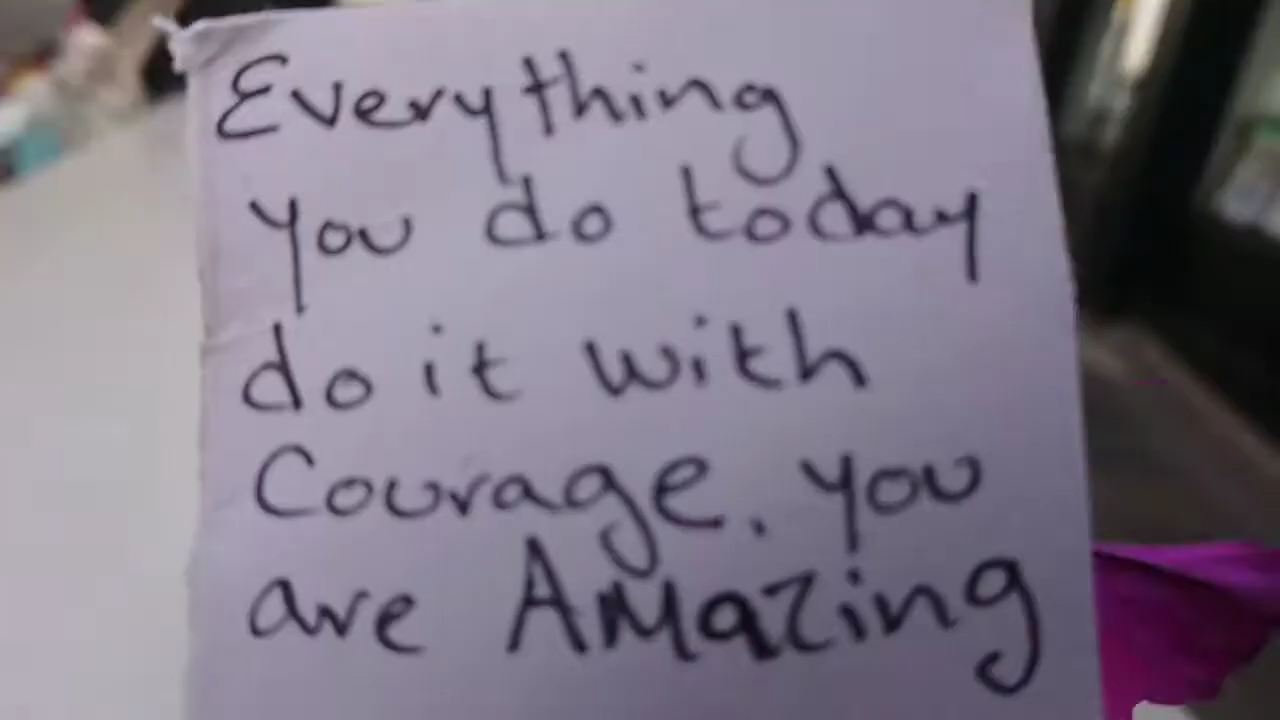 Everything
you do today
do it with
Courage. you
are AMazing